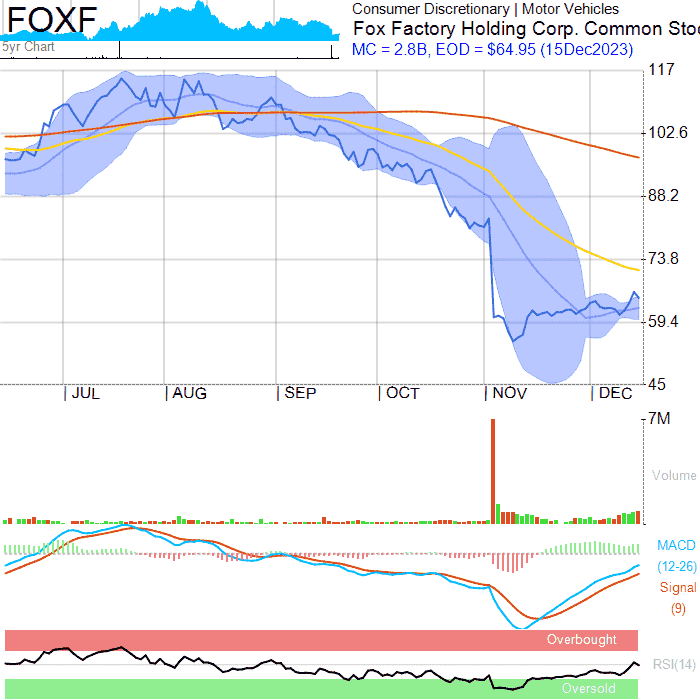 FOXF
5yr Chart
Consumer Discretionary | Motor Vehicles
Fox Factory Holding Corp. Common Sto
MC = 2.8B, EOD = $64.95 (15Dec2023)
117
102.6
88.2
73.8
59.4
45
| JUL | AUG | SEP | OCT | NOV | DEC
7M
Volume
MACD
(12-26)
Signal
(9)
Overbought
RSI(14)
Oversold